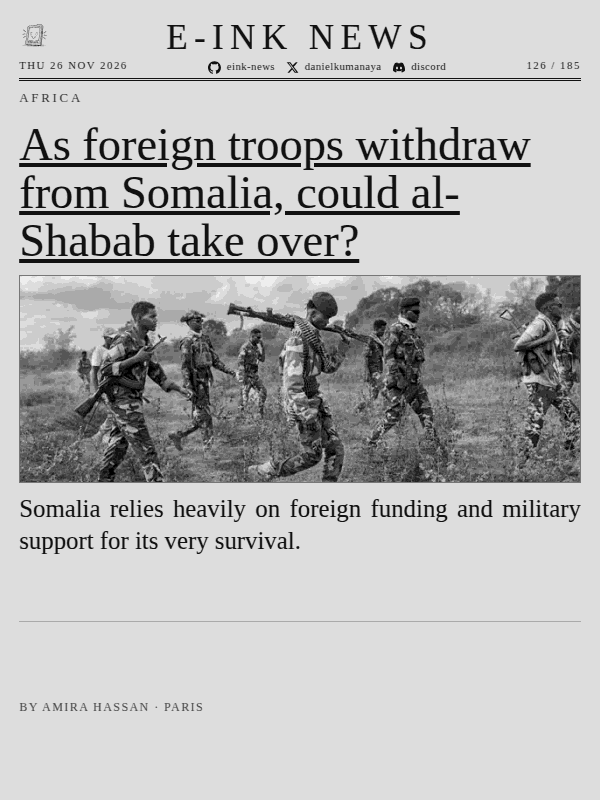 E-INK NEWS
THU 26 NOV 2026
eink-news danielkumanaya discord
126 / 185
AFRICA
As foreign troops withdraw
from Somalia, could al-
Shabab take over?
Somalia relies heavily on foreign funding and military
support for its very survival.
BY AMIRA HASSAN · PARIS